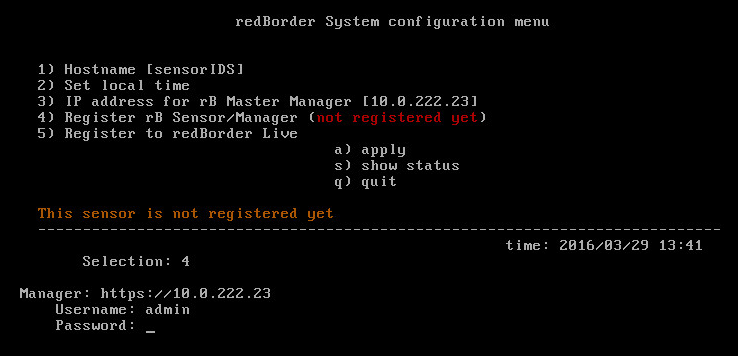 redBorder System configuration menu
1) Hostname [sensorIDS]
2) Set local time
3) IP address for rB Master Manager [10.0.222.23]
4) Register rB Sensor/Manager (not registered yet)
5) Register to redBorder Live
a) apply
s) show status
q) quit
This sensor is not registered yet
--------------------------------------------------------------------------------
time: 2016/03/29 13:41
Selection: 4
Manager: https://10.0.222.23
Username: admin
Password: _